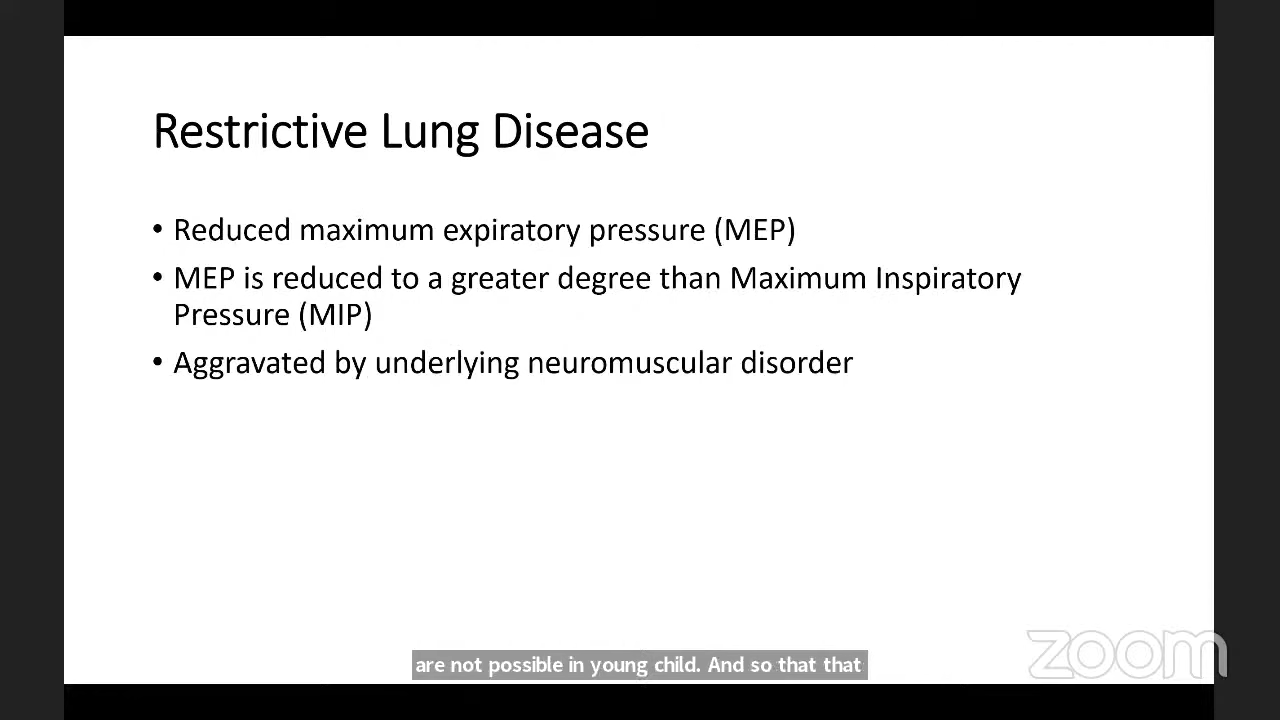 Restrictive Lung Disease
• Reduced maximum expiratory pressure (MEP)
• MEP is reduced to a greater degree than Maximum Inspiratory
Pressure (MIP)
• Aggravated by underlying neuromuscular disorder
are not possible in young child. And so that that
zoom